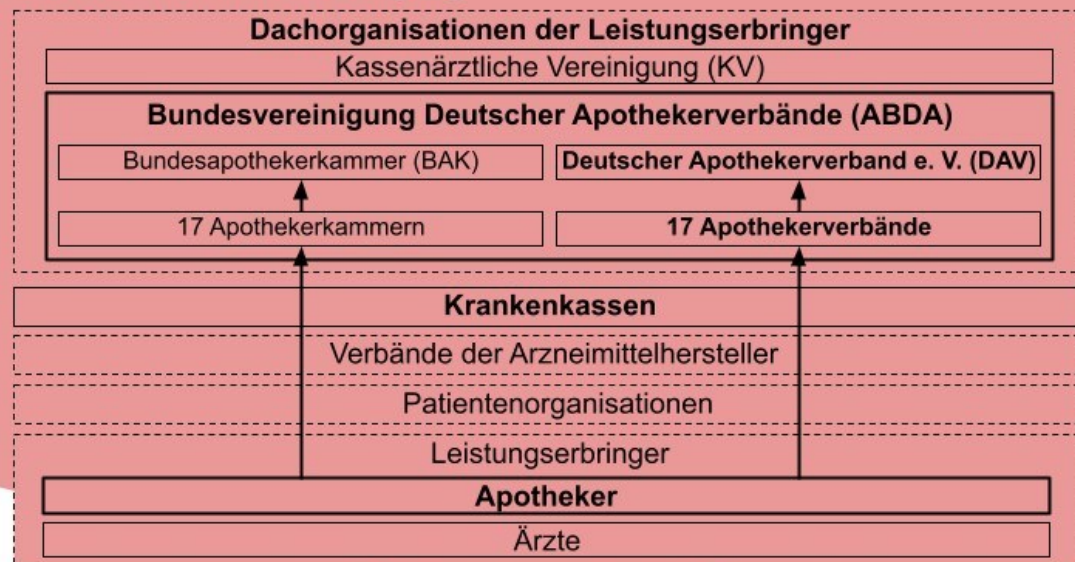 Dachorganisationen der Leistungserbringer
Kassenärztliche Vereinigung (KV)
Bundesvereinigung Deutscher Apothekerverbände (ABDA)
Bundesapothekerkammer (BAK)
Deutscher Apothekerverband e. V. (DAV)
17 Apothekerkammern
17 Apothekerverbände
Krankenkassen
Verbände der Arzneimittelhersteller
Patientenorganisationen
Leistungserbringer
Apotheker
Ärzte